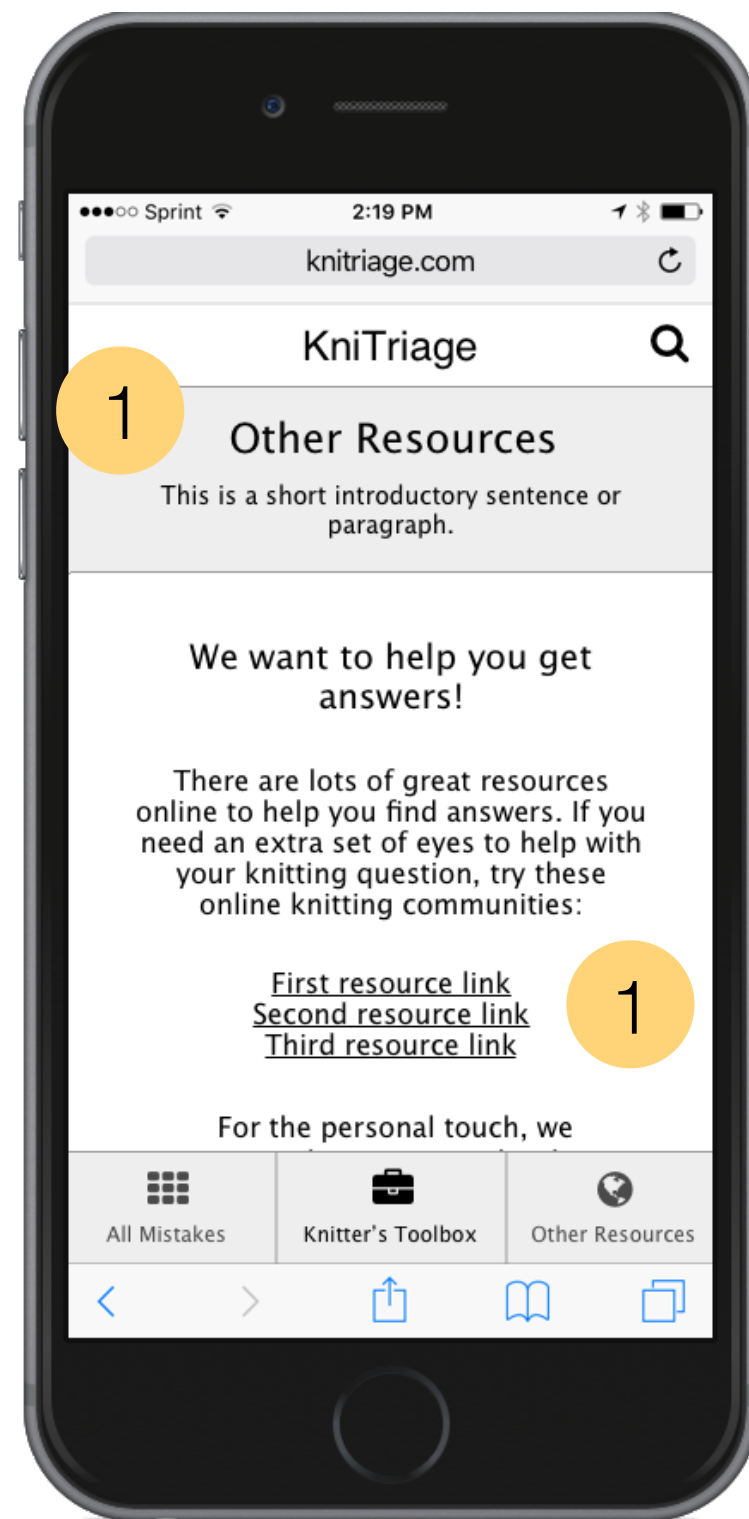 Sprint 2:19 PM
knitriage.com
KniTriage
1
Other Resources
This is a short introductory sentence or
paragraph.
We want to help you get
answers!
There are lots of great resources
online to help you find answers. If you
need an extra set of eyes to help with
your knitting question, try these
online knitting communities:
First resource link
Second resource link
Third resource link
1
For the personal touch, we
All Mistakes Knitter's Toolbox Other Resources